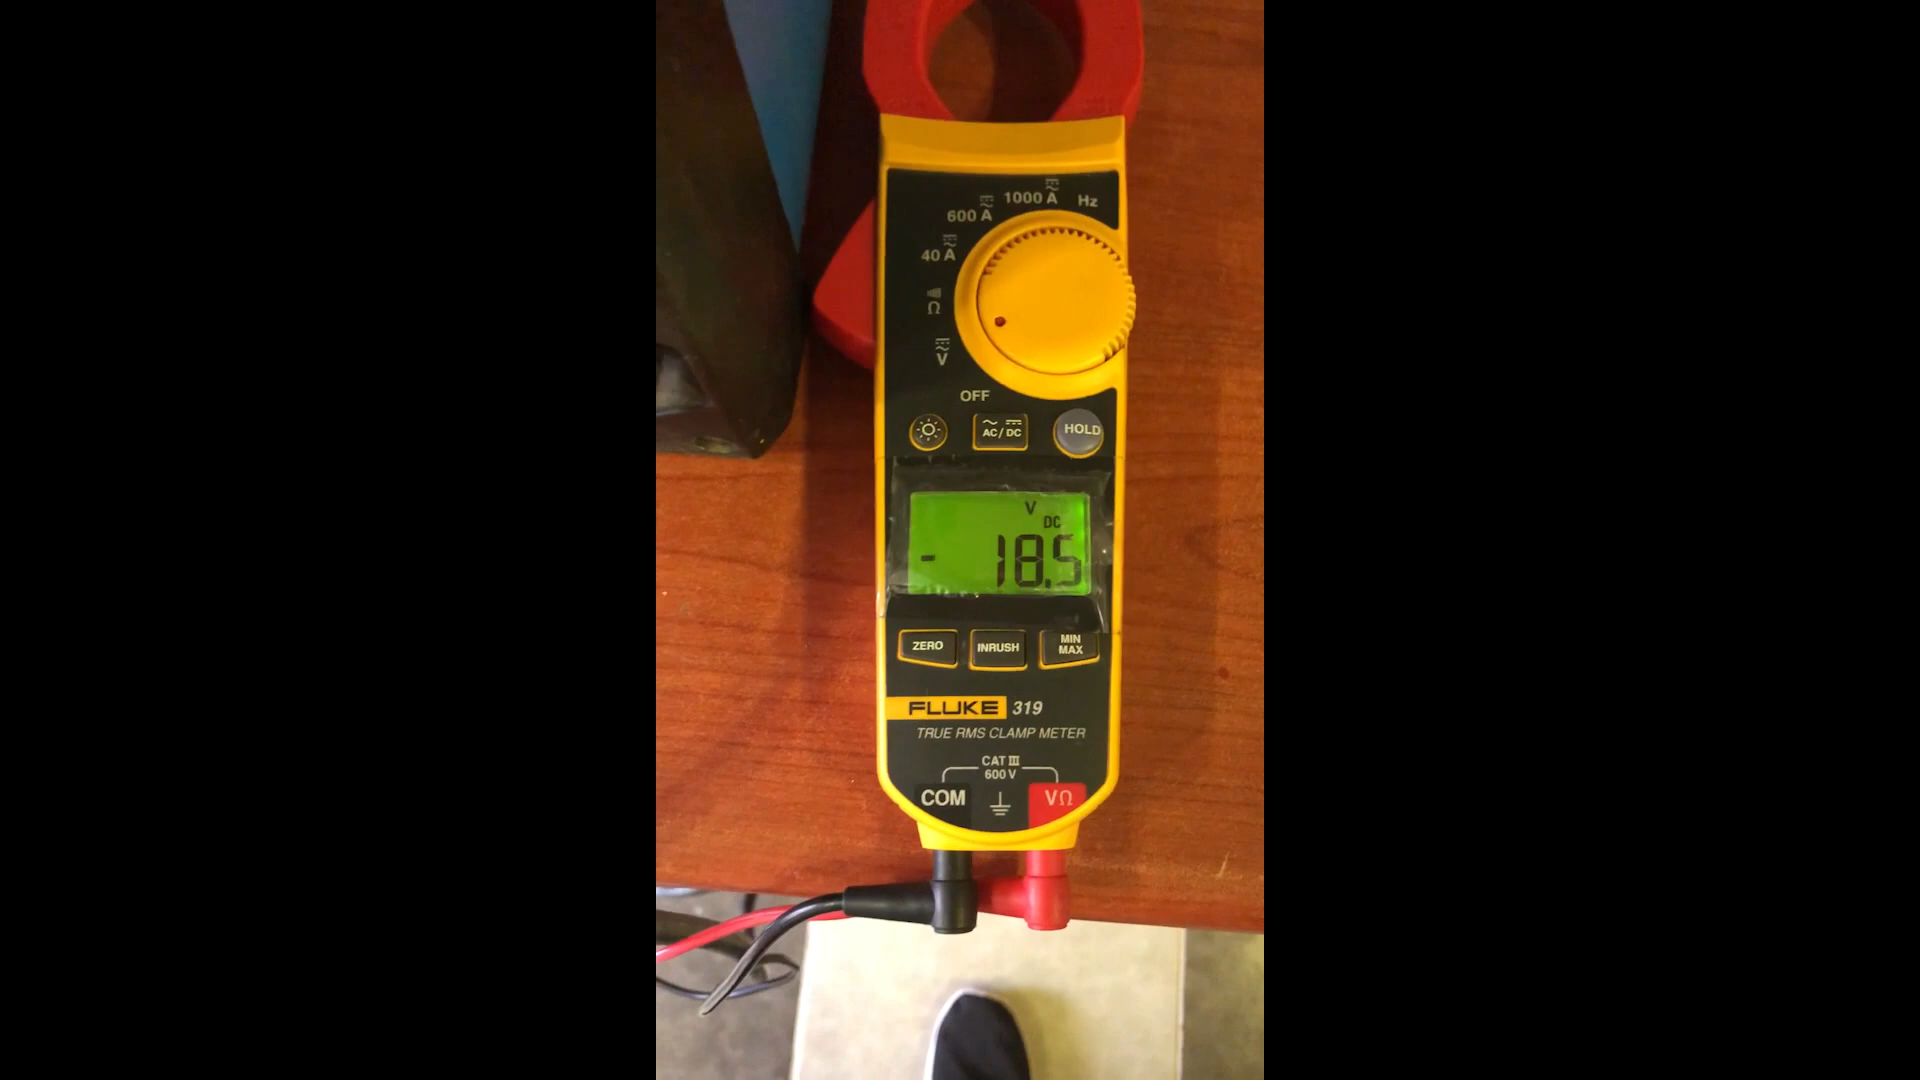 1000 A Hz
600 A
40 A
Ω
V
OFF
AC / DC
HOLD
V
DC
- 18.5
ZERO
INRUSH
MIN
MAX
FLUKE 319
TRUE RMS CLAMP METER
CAT III
600 V
COM
VΩ